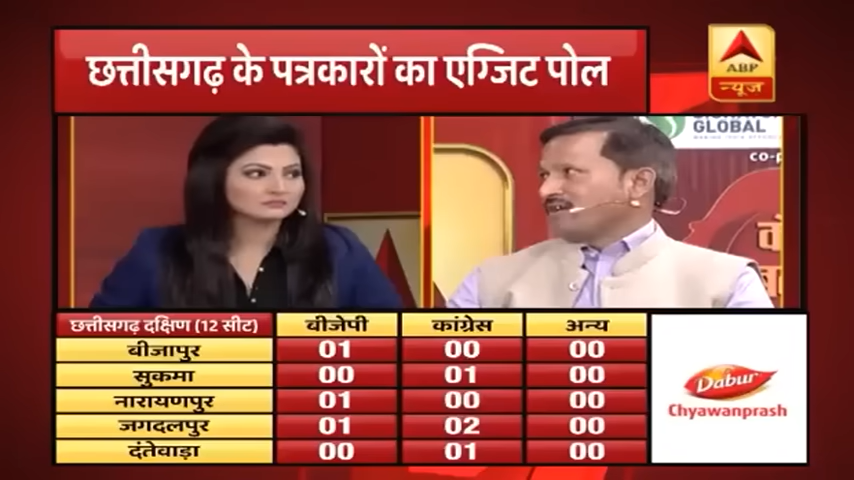 छत्तीसगढ़ के पत्रकारों का एग्जिट पोल
ABP
न्यूज़
GLOBAL
co-p
छत्तीसगढ़ दक्षिण (12 सीट) बीजेपी कांग्रेस अन्य
बीजापुर 01 00 00
सुकमा 00 01 00
नारायणपुर 01 00 00
जगदलपुर 01 02 00
दंतेवाड़ा 00 01 00
Dabur
Chyawanprash